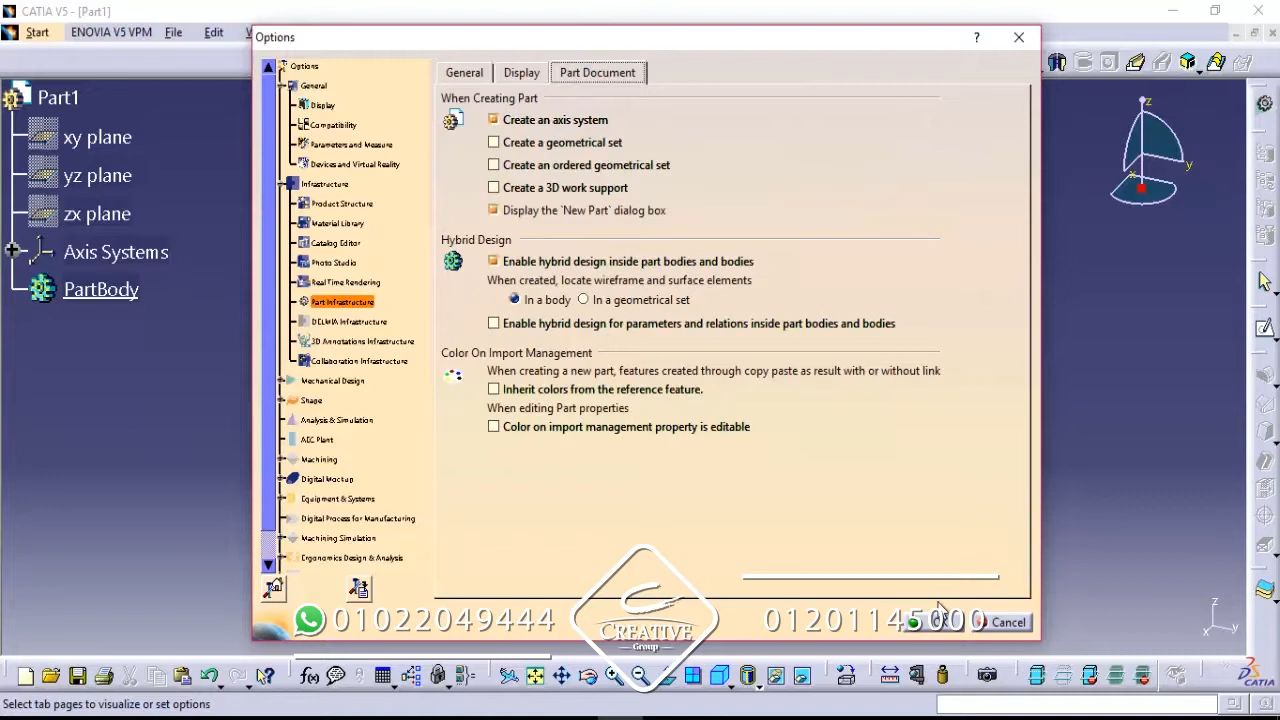 CATIA V5 - [Part1]
Start
ENOVIA V5 VPM
File
Edit
Options
?
Part1
xy plane
yz plane
zx plane
Axis Systems
PartBody
Options
General
Display
Compatibility
Parameters and Measure
Devices and Virtual Reality
Infrastructure
Product Structure
Material Library
Catalog Editor
Photo Studio
Real Time Rendering
Part Infrastructure
DELMIA Infrastructure
3D Annotations Infrastructure
Collaboration Infrastructure
Mechanical Design
Shape
Analysis & Simulation
AEC Plant
Machining
Digital Mockup
Equipment & Systems
Digital Process for Manufacturing
Machining Simulation
Ergonomics Design & Analysis
General
Display
Part Document
When Creating Part
Create an axis system
Create a geometrical set
Create an ordered geometrical set
Create a 3D work support
Display the `New Part` dialog box
Hybrid Design
Enable hybrid design inside part bodies and bodies
When created, locate wireframe and surface elements
In a body
In a geometrical set
Enable hybrid design for parameters and relations inside part bodies and bodies
Color On Import Management
When creating a new part, features created through copy paste as result with or without link
Inherit colors from the reference feature.
When editing Part properties
Color on import management property is editable
Cancel
01022049444
CREATIVE
Group
01201145000
z
y
x
z
x
y
f(x)
CATIA
Select tab pages to visualize or set options